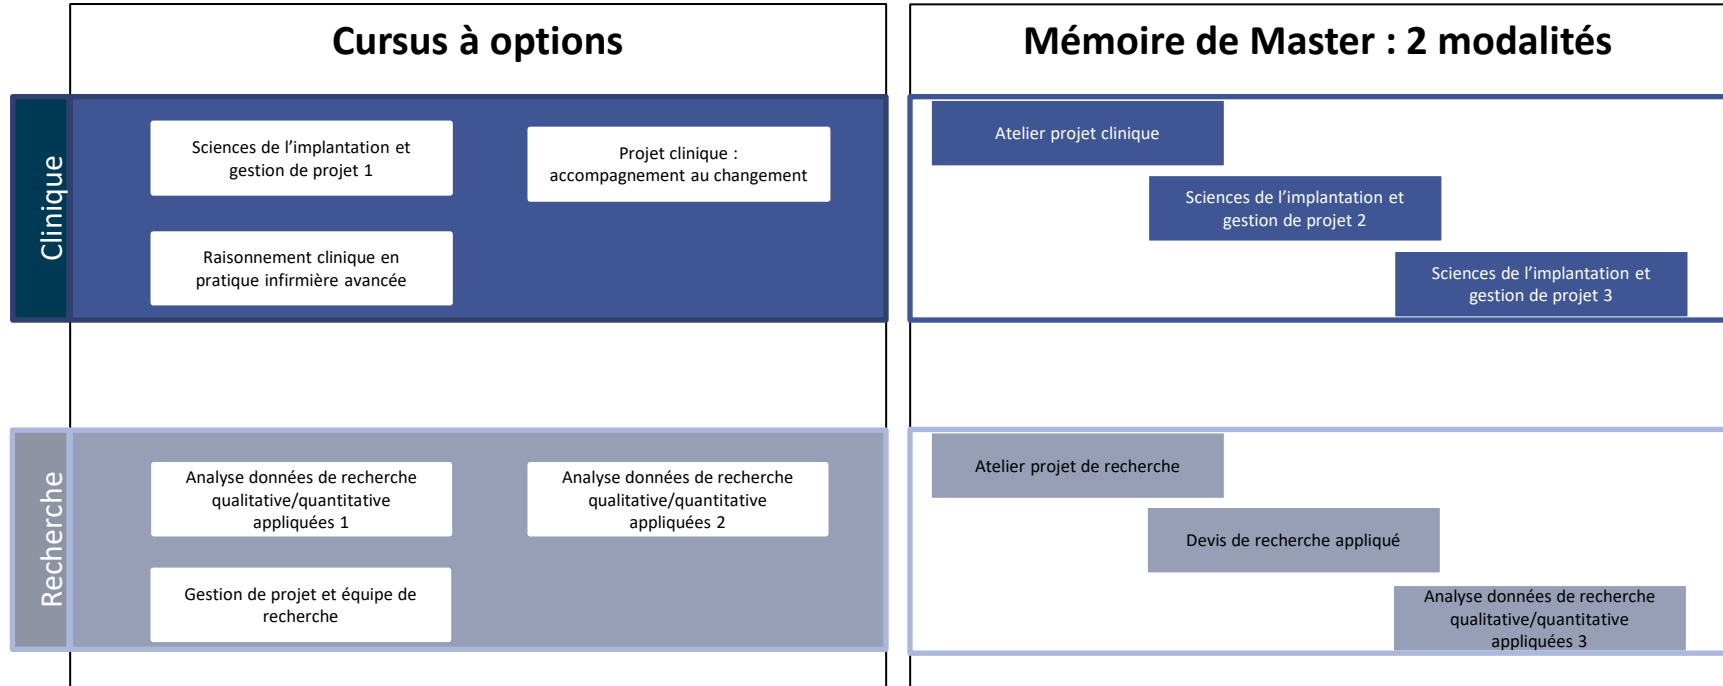 Cursus à options
Mémoire de Master : 2 modalités
Clinique
Sciences de l’implantation et
gestion de projet 1
Projet clinique :
accompagnement au changement
Raisonnement clinique en
pratique infirmière avancée
Atelier projet clinique
Sciences de l’implantation et
gestion de projet 2
Sciences de l’implantation et
gestion de projet 3
Recherche
Analyse données de recherche
qualitative/quantitative
appliquées 1
Analyse données de recherche
qualitative/quantitative
appliquées 2
Gestion de projet et équipe de
recherche
Atelier projet de recherche
Devis de recherche appliqué
Analyse données de recherche
qualitative/quantitative
appliquées 3